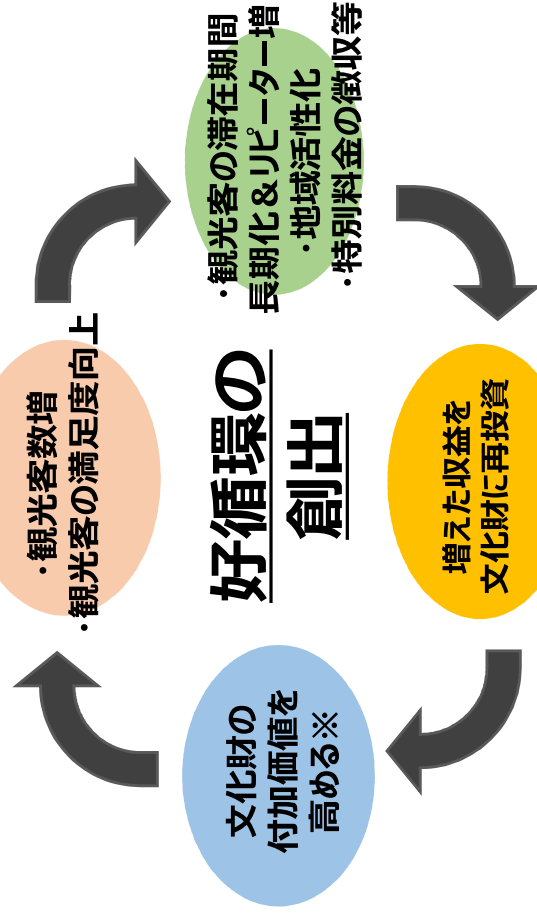 ・観光客数増
・観光客の満足度向上
・観光客の滞在期間
長期化＆リピーター増
・地域活性化
・特別料金の徴収等
好循環の
創出
増えた収益を
文化財に再投資
文化財の
付加価値を
高める※